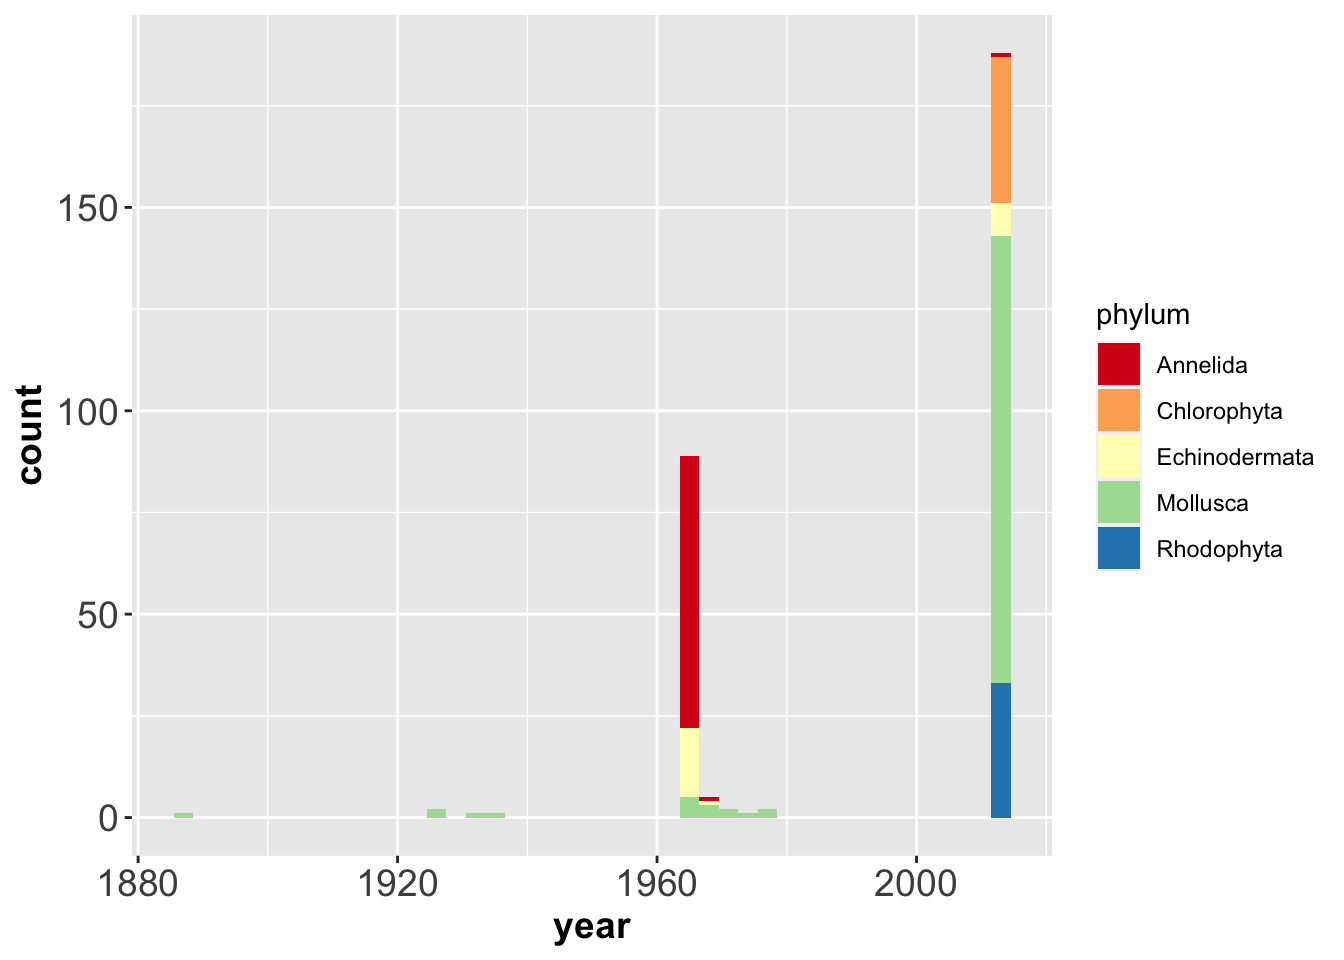 150
100
50
0
count
1880
1920
1960
2000
year
phylum
Annelida
Chlorophyta
Echinodermata
Mollusca
Rhodophyta